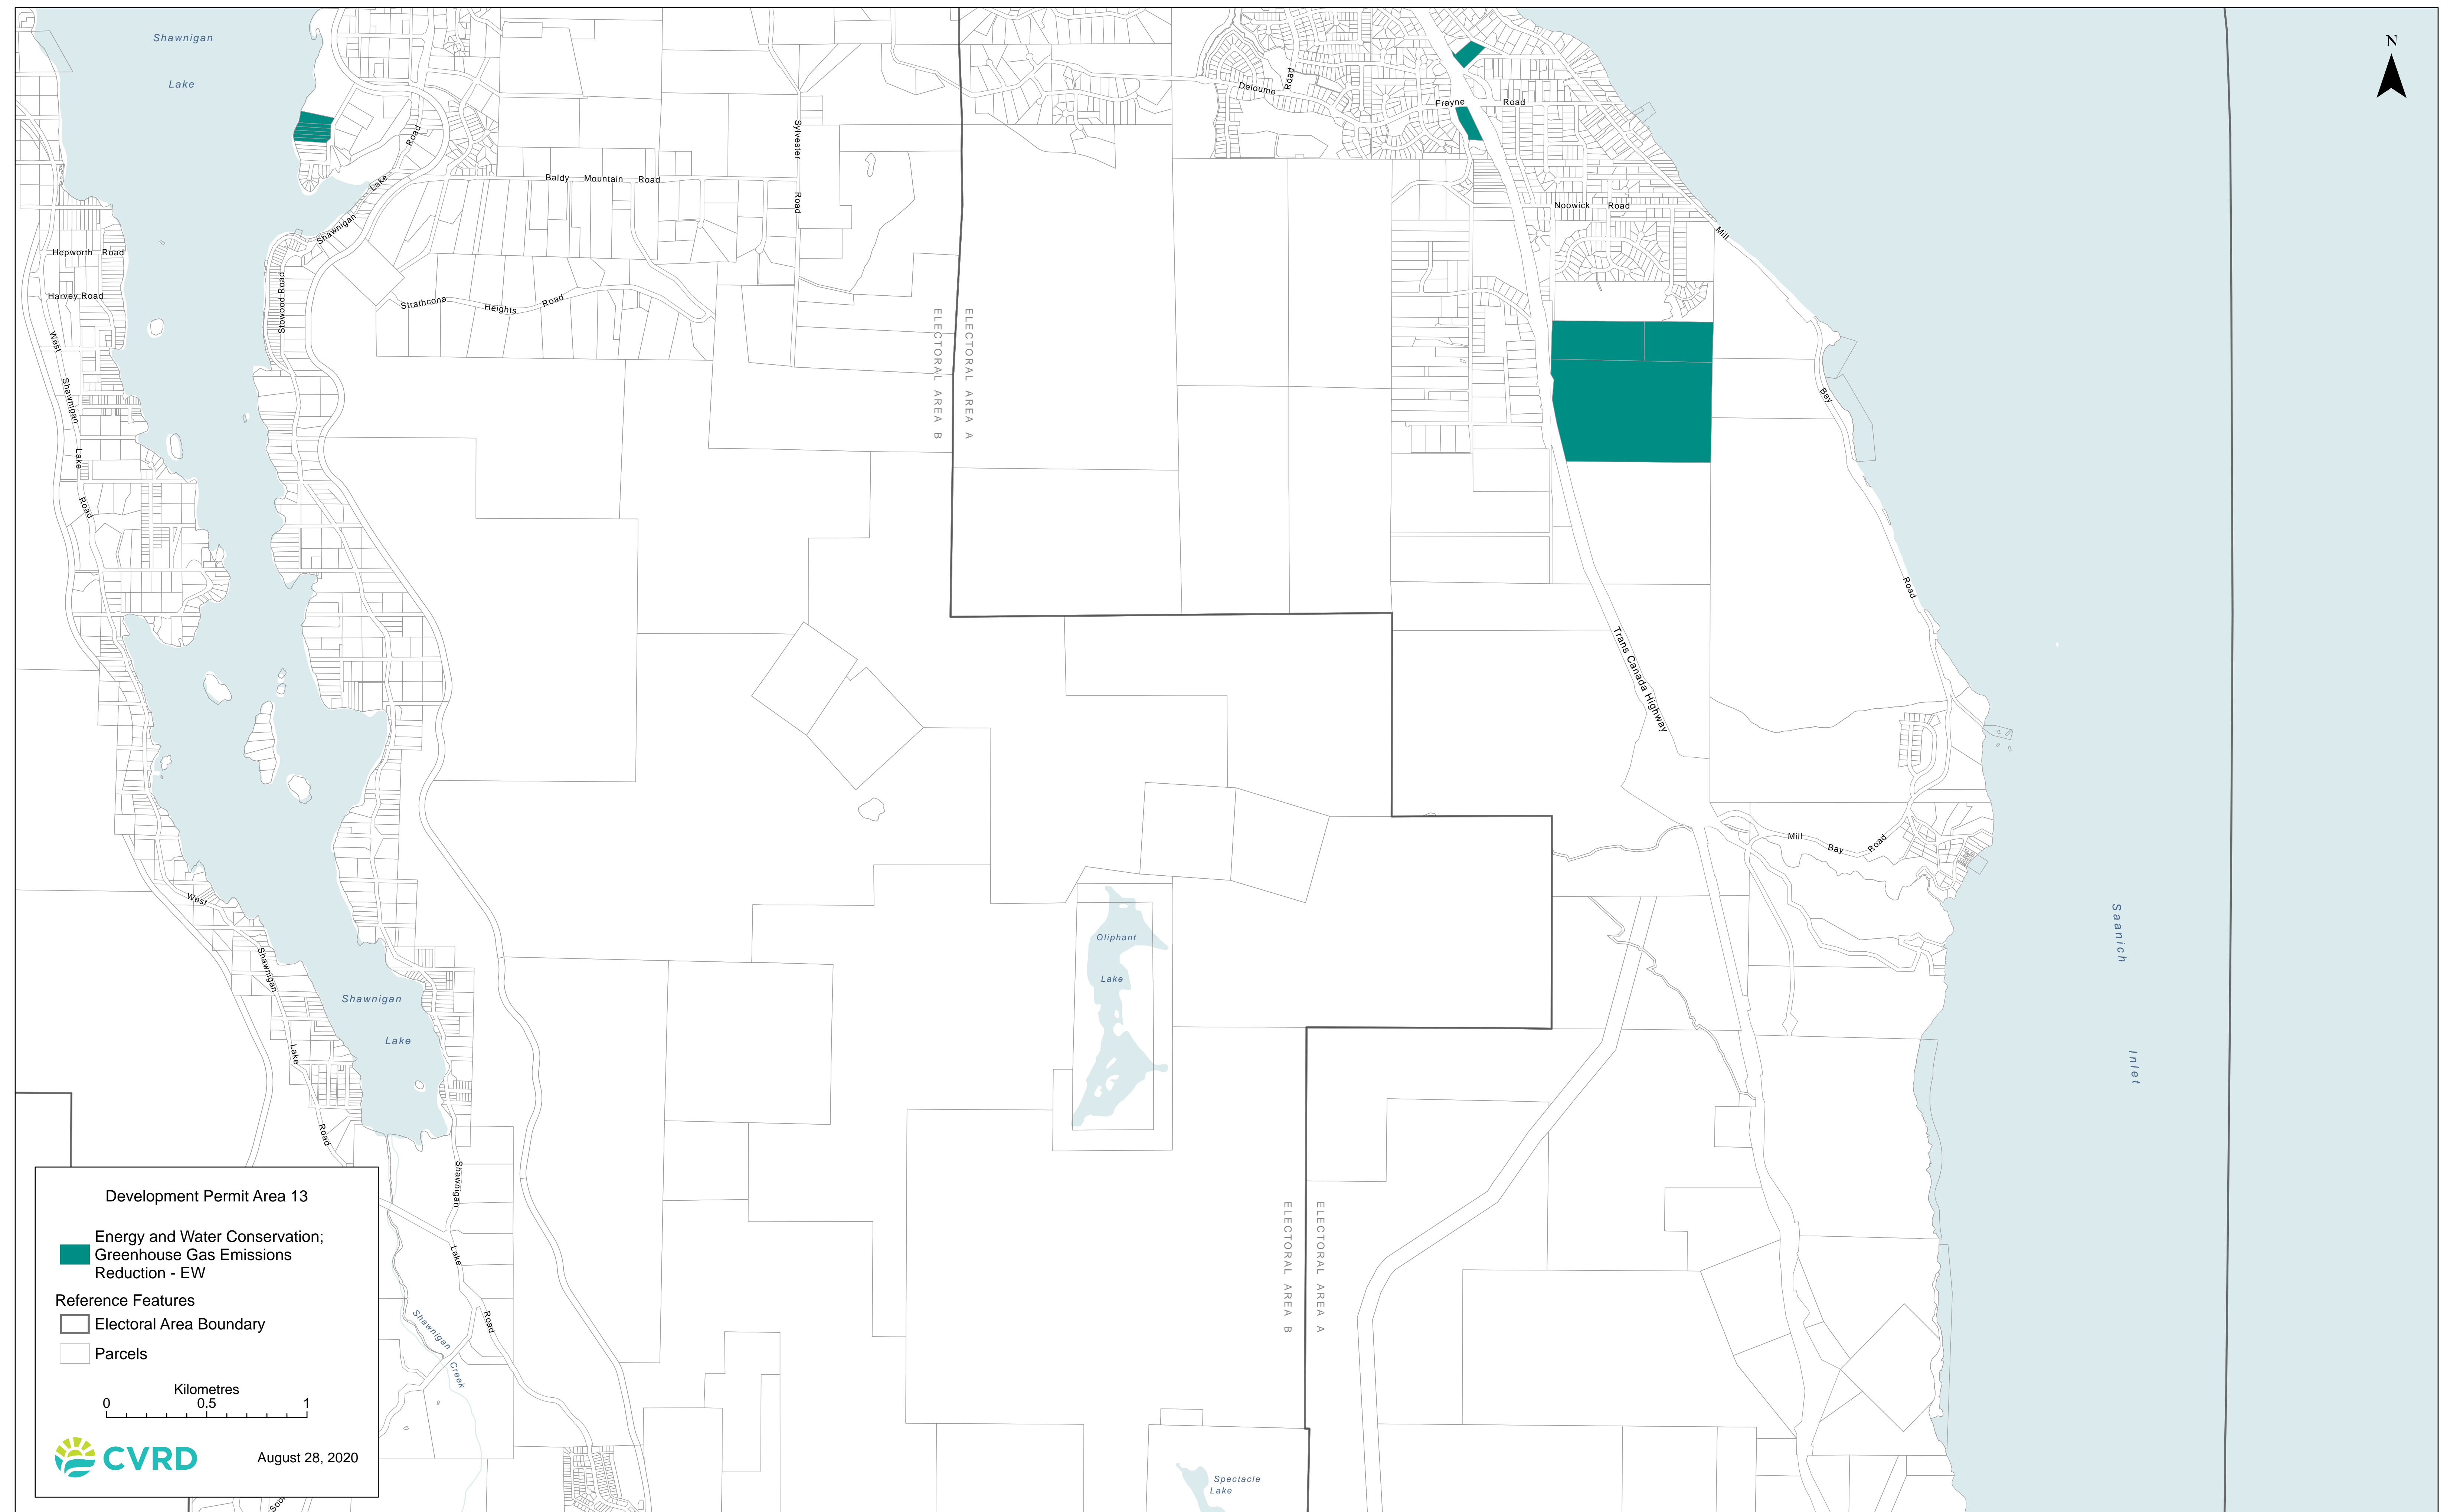 Shawnigan
Lake
N
Deloume
Road
Frayne Road
Sylvester
Road
Road
Lake
Shawnigan
Baldy Mountain Road
Noowick Road
Mill
Hepworth Road
Harvey Road
Stowood Road
Strathcona Heights Road
West
Shawnigan
Lake
Road
ELECTORAL AREA B
ELECTORAL AREA A
Bay
Road
Trans Canada Highway
Mill Bay Road
West
Shawnigan
Lake
Road
Shawnigan
Lake
Oliphant
Lake
Saanich
Inlet
Shawnigan
Lake
Road
Shawnigan
Creek
ELECTORAL AREA B
ELECTORAL AREA A
Spectacle
Lake
Development Permit Area 13
Energy and Water Conservation;
Greenhouse Gas Emissions
Reduction - EW
Reference Features
Electoral Area Boundary
Parcels
Kilometres
0 0.5 1
CVRD
August 28, 2020